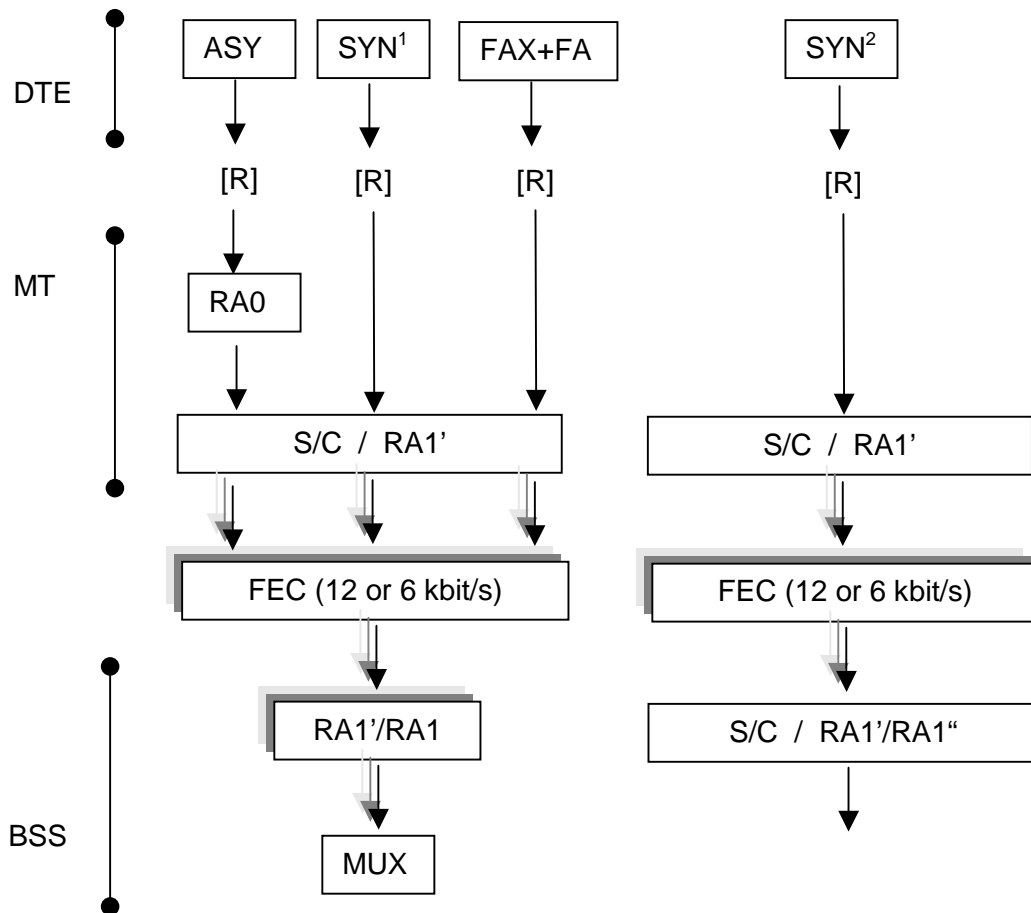 ASY SYN¹ FAX+FA SYN²
DTE
[R] [R] [R] [R]
MT
RA0
S/C / RA1’ S/C / RA1’
FEC (12 or 6 kbit/s) FEC (12 or 6 kbit/s)
RA1’/RA1 S/C / RA1’/RA1“
BSS
MUX